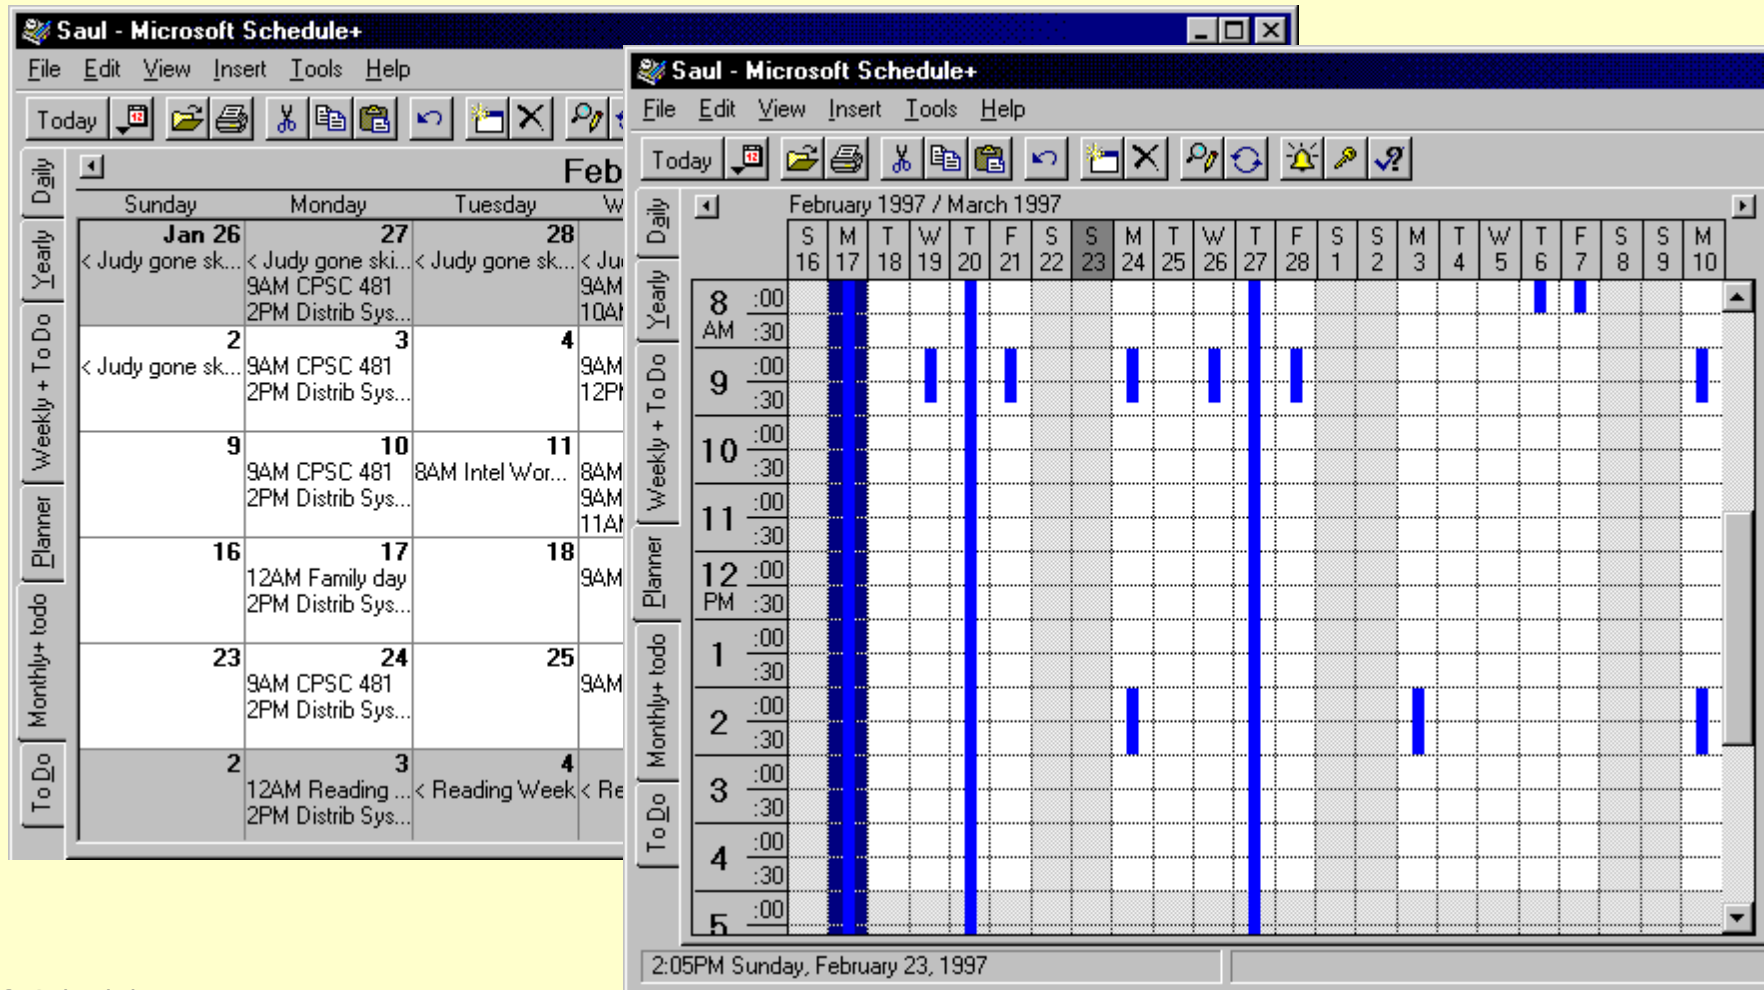 Saul - Microsoft Schedule+
File Edit View Insert Tools Help
Today 12
Feb
Sunday Monday Tuesday W
Jan 26 27 28
< Judy gone sk... < Judy gone ski... < Judy gone sk... < Ju
9AM CPSC 481 9AM
2PM Distrib Sys... 10A
2 3 4
< Judy gone sk... 9AM CPSC 481 9AM
2PM Distrib Sys... 12P
9 10 11
9AM CPSC 481 8AM Intel Wor... 8AM
2PM Distrib Sys... 9AM
11A
16 17 18
12AM Family day 9AM
2PM Distrib Sys...
23 24 25
9AM CPSC 481 9AM
2PM Distrib Sys...
2 3 4
12AM Reading ... < Reading Week < Re
2PM Distrib Sys...
Daily
Yearly
Weekly + To Do
Planner
Monthly+ todo
To Do
Saul - Microsoft Schedule+
File Edit View Insert Tools Help
Today 12
February 1997 / March 1997
S M T W T F S S M T W T F S S M T W T F S S M
16 17 18 19 20 21 22 23 24 25 26 27 28 1 2 3 4 5 6 7 8 9 10
8 :00
AM :30
9 :00
:30
10 :00
:30
11 :00
:30
12 :00
PM :30
1 :00
:30
2 :00
:30
3 :00
:30
4 :00
:30
5 :00
Daily
Yearly
Weekly + To Do
Planner
Monthly+ todo
To Do
2:05PM Sunday, February 23, 1997